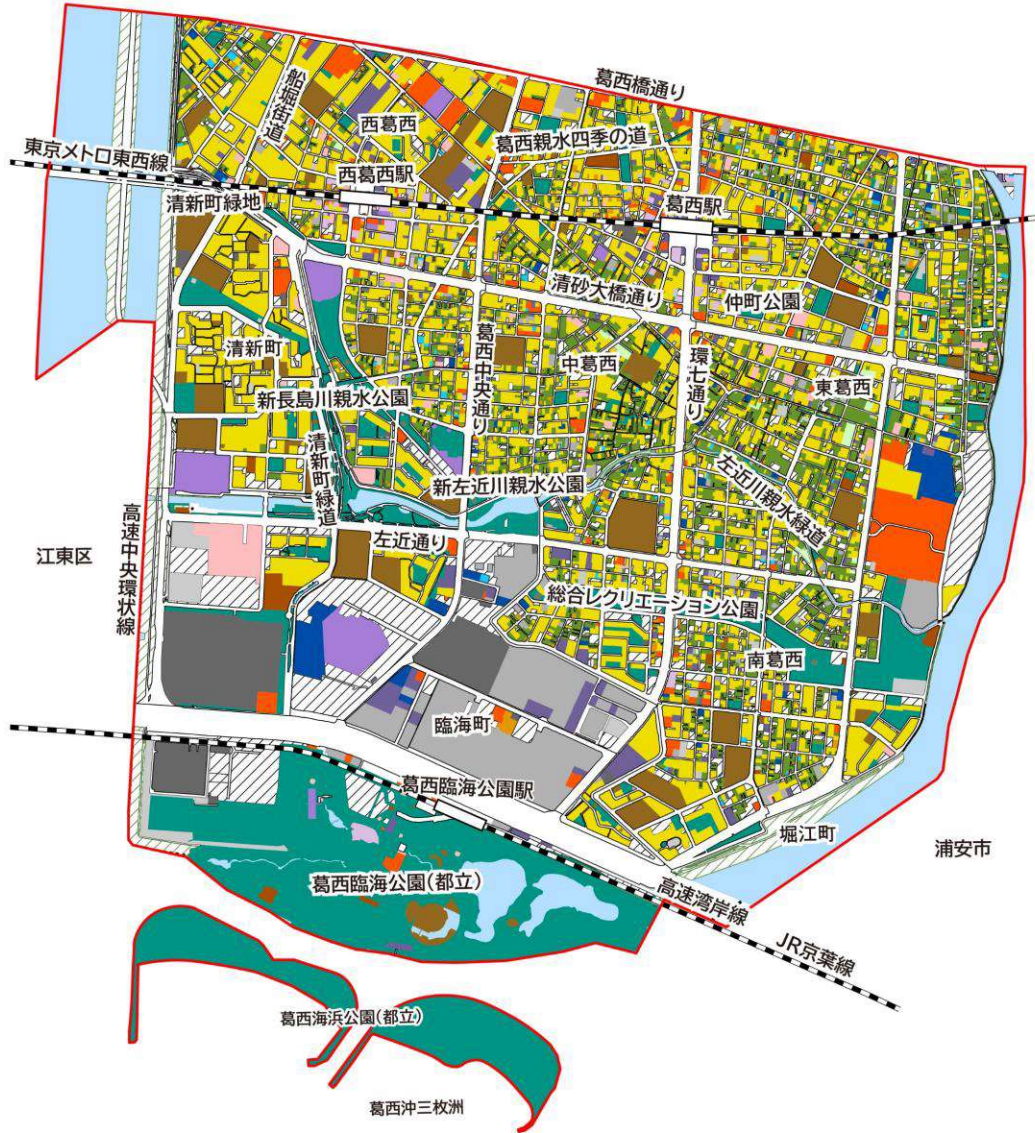 葛西橋通り
船堀街道
西葛西
葛西親水四季の道
東京メトロ東西線
西葛西駅
葛西駅
清新町緑地
清砂大橋通り
仲町公園
清新町
葛西中央通り
中葛西
環七通り
東葛西
新長島川親水公園
清新町緑道
新左近川親水公園
左近川親水緑道
高速中央環状線
江東区
左近通り
総合レクリエーション公園
南葛西
臨海町
葛西臨海公園駅
堀江町
浦安市
葛西臨海公園(都立)
高速湾岸線
JR京葉線
葛西海浜公園(都立)
葛西沖三枚洲